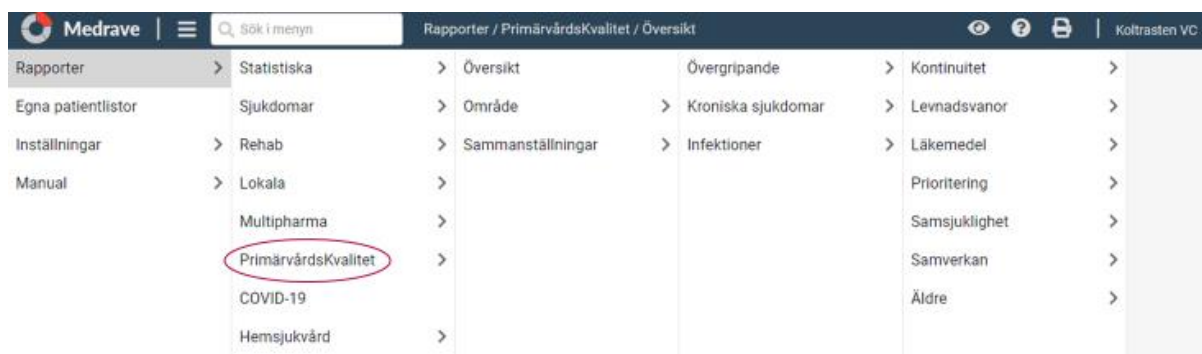 Medrave | Sök i menyn Rapporter / PrimärvårdsKvalitet / Översikt | Koltrasten VC
Rapporter > Statistiska > Översikt Övergripande > Kontinuitet >
Egna patientlistor Sjukdomar > Område > Kroniska sjukdomar > Levnadsvanor >
Inställningar > Rehab > Sammanställningar > Infektioner > Läkemedel >
Manual > Lokala > Prioritering >
Multipharma > Samsjuklighet >
PrimärvårdsKvalitet > Samverkan >
COVID-19 Äldre >
Hemsjukvård >